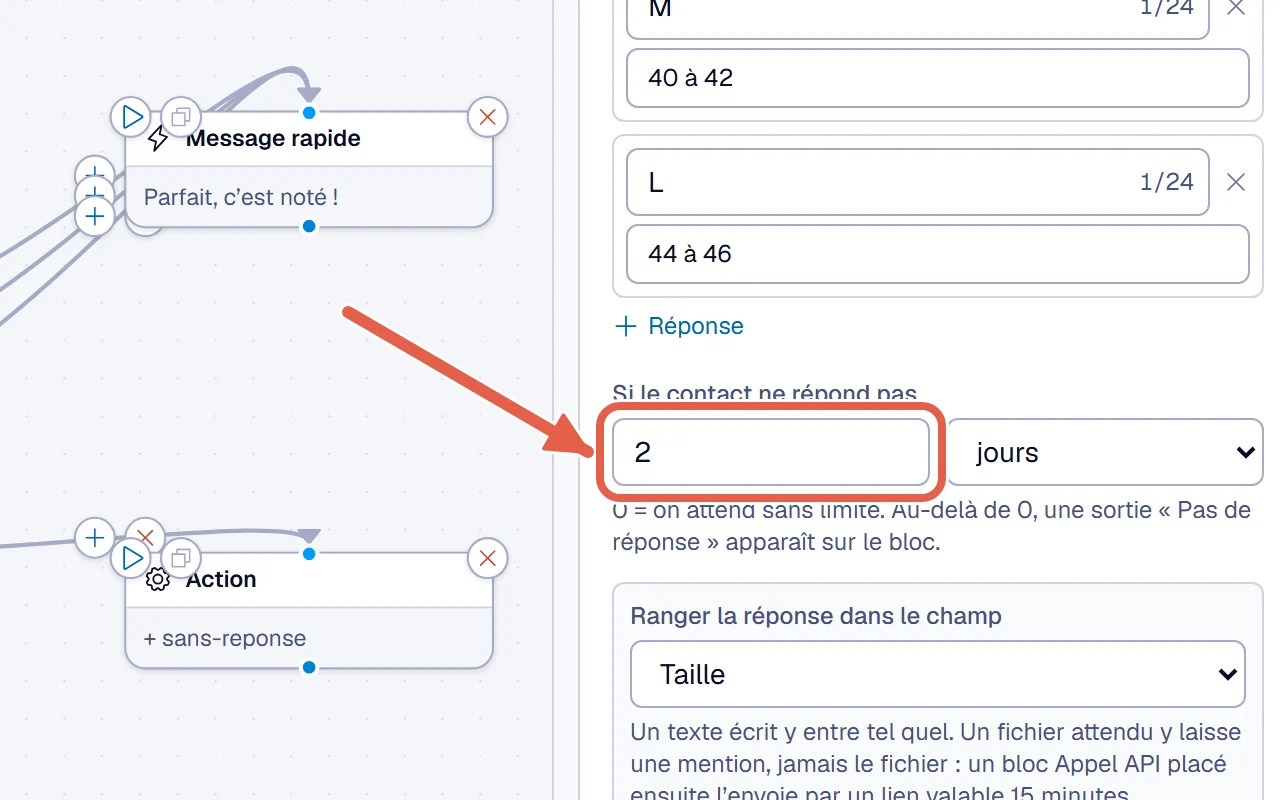 M 1/24
40 à 42
L 1/24
44 à 46
+ Réponse
Si le contact ne répond pas
2 jours
0 = on attend sans limite. Au-delà de 0, une sortie « Pas de
réponse » apparaît sur le bloc.
Ranger la réponse dans le champ
Taille
Un texte écrit y entre tel quel. Un fichier attendu y laisse
une mention, jamais le fichier : un bloc Appel API placé
ensuite l’envoie par un lien valable 15 minutes.
Message rapide
Parfait, c’est noté !
Action
+ sans-reponse